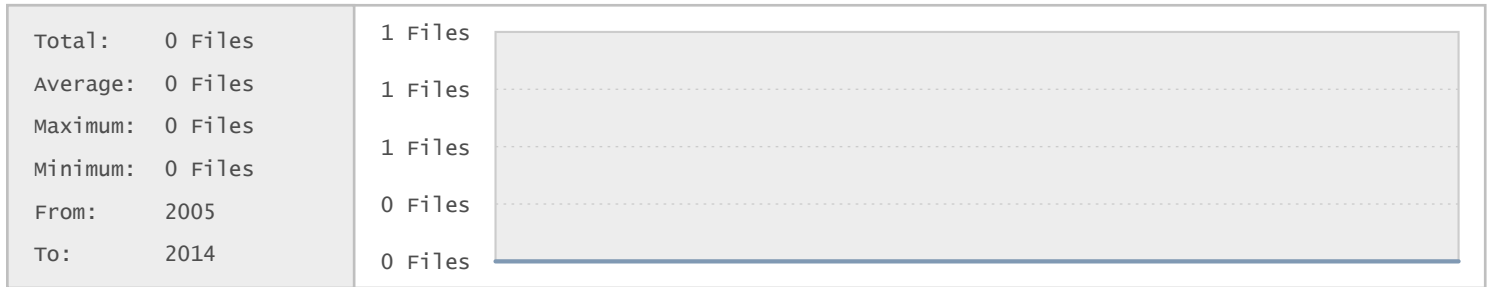 Total: 0 Files
Average: 0 Files
Maximum: 0 Files
Minimum: 0 Files
From: 2005
To: 2014
1 Files
1 Files
1 Files
0 Files
0 Files